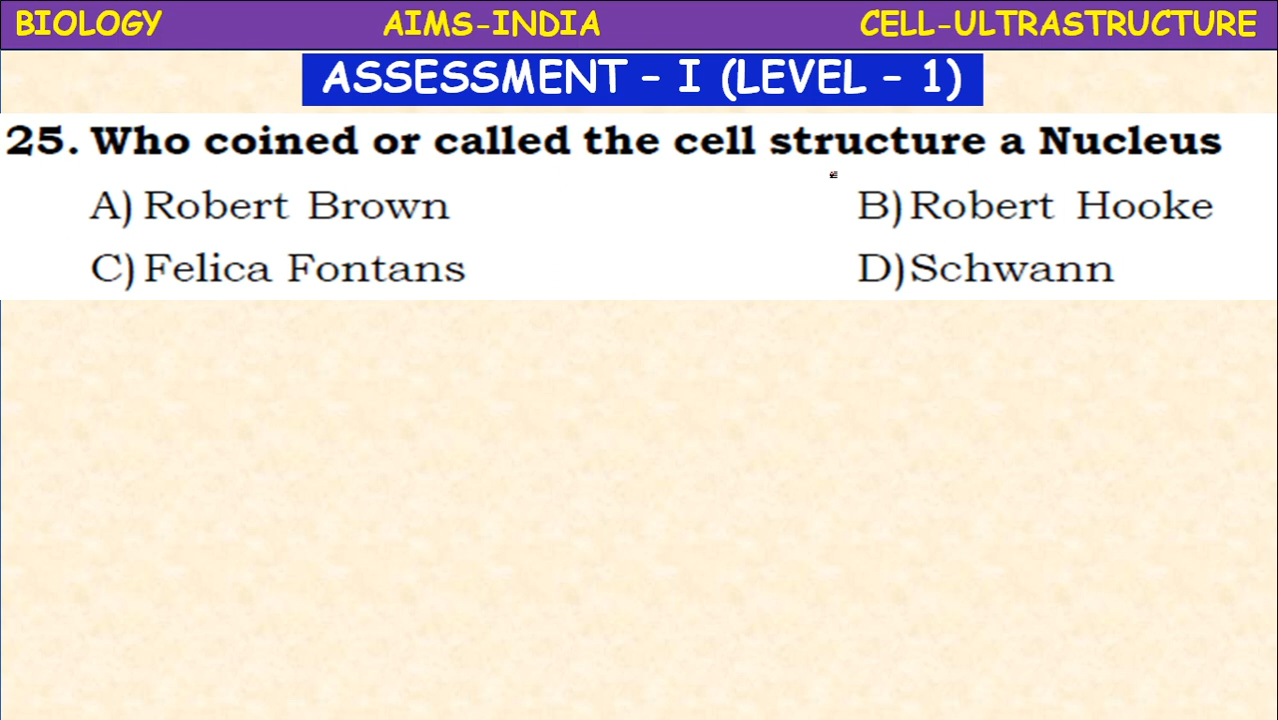 BIOLOGY AIMS-INDIA CELL-ULTRASTRUCTURE
ASSESSMENT – I (LEVEL – 1)
25. Who coined or called the cell structure a Nucleus
A) Robert Brown B) Robert Hooke
C) Felica Fontans D) Schwann